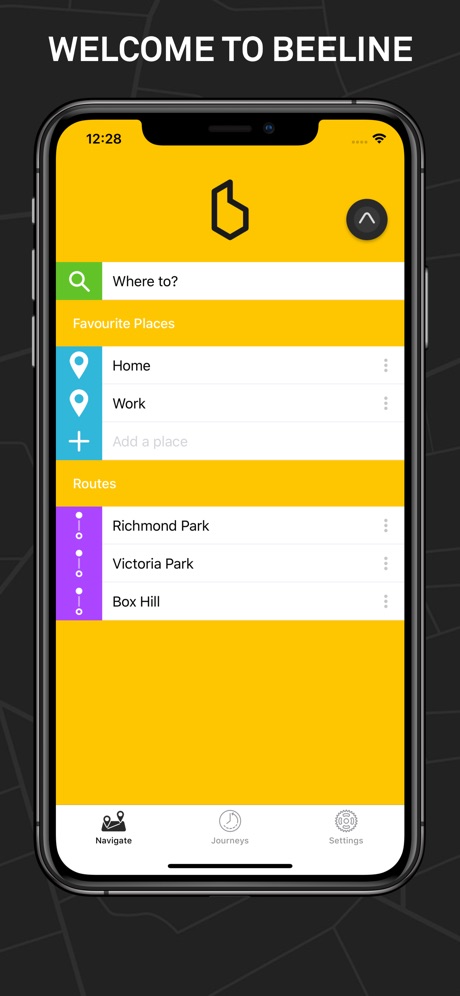 WELCOME TO BEELINE
12:28
Where to?
Favourite Places
Home
Work
Add a place
Routes
Richmond Park
Victoria Park
Box Hill
Navigate
Journeys
Settings